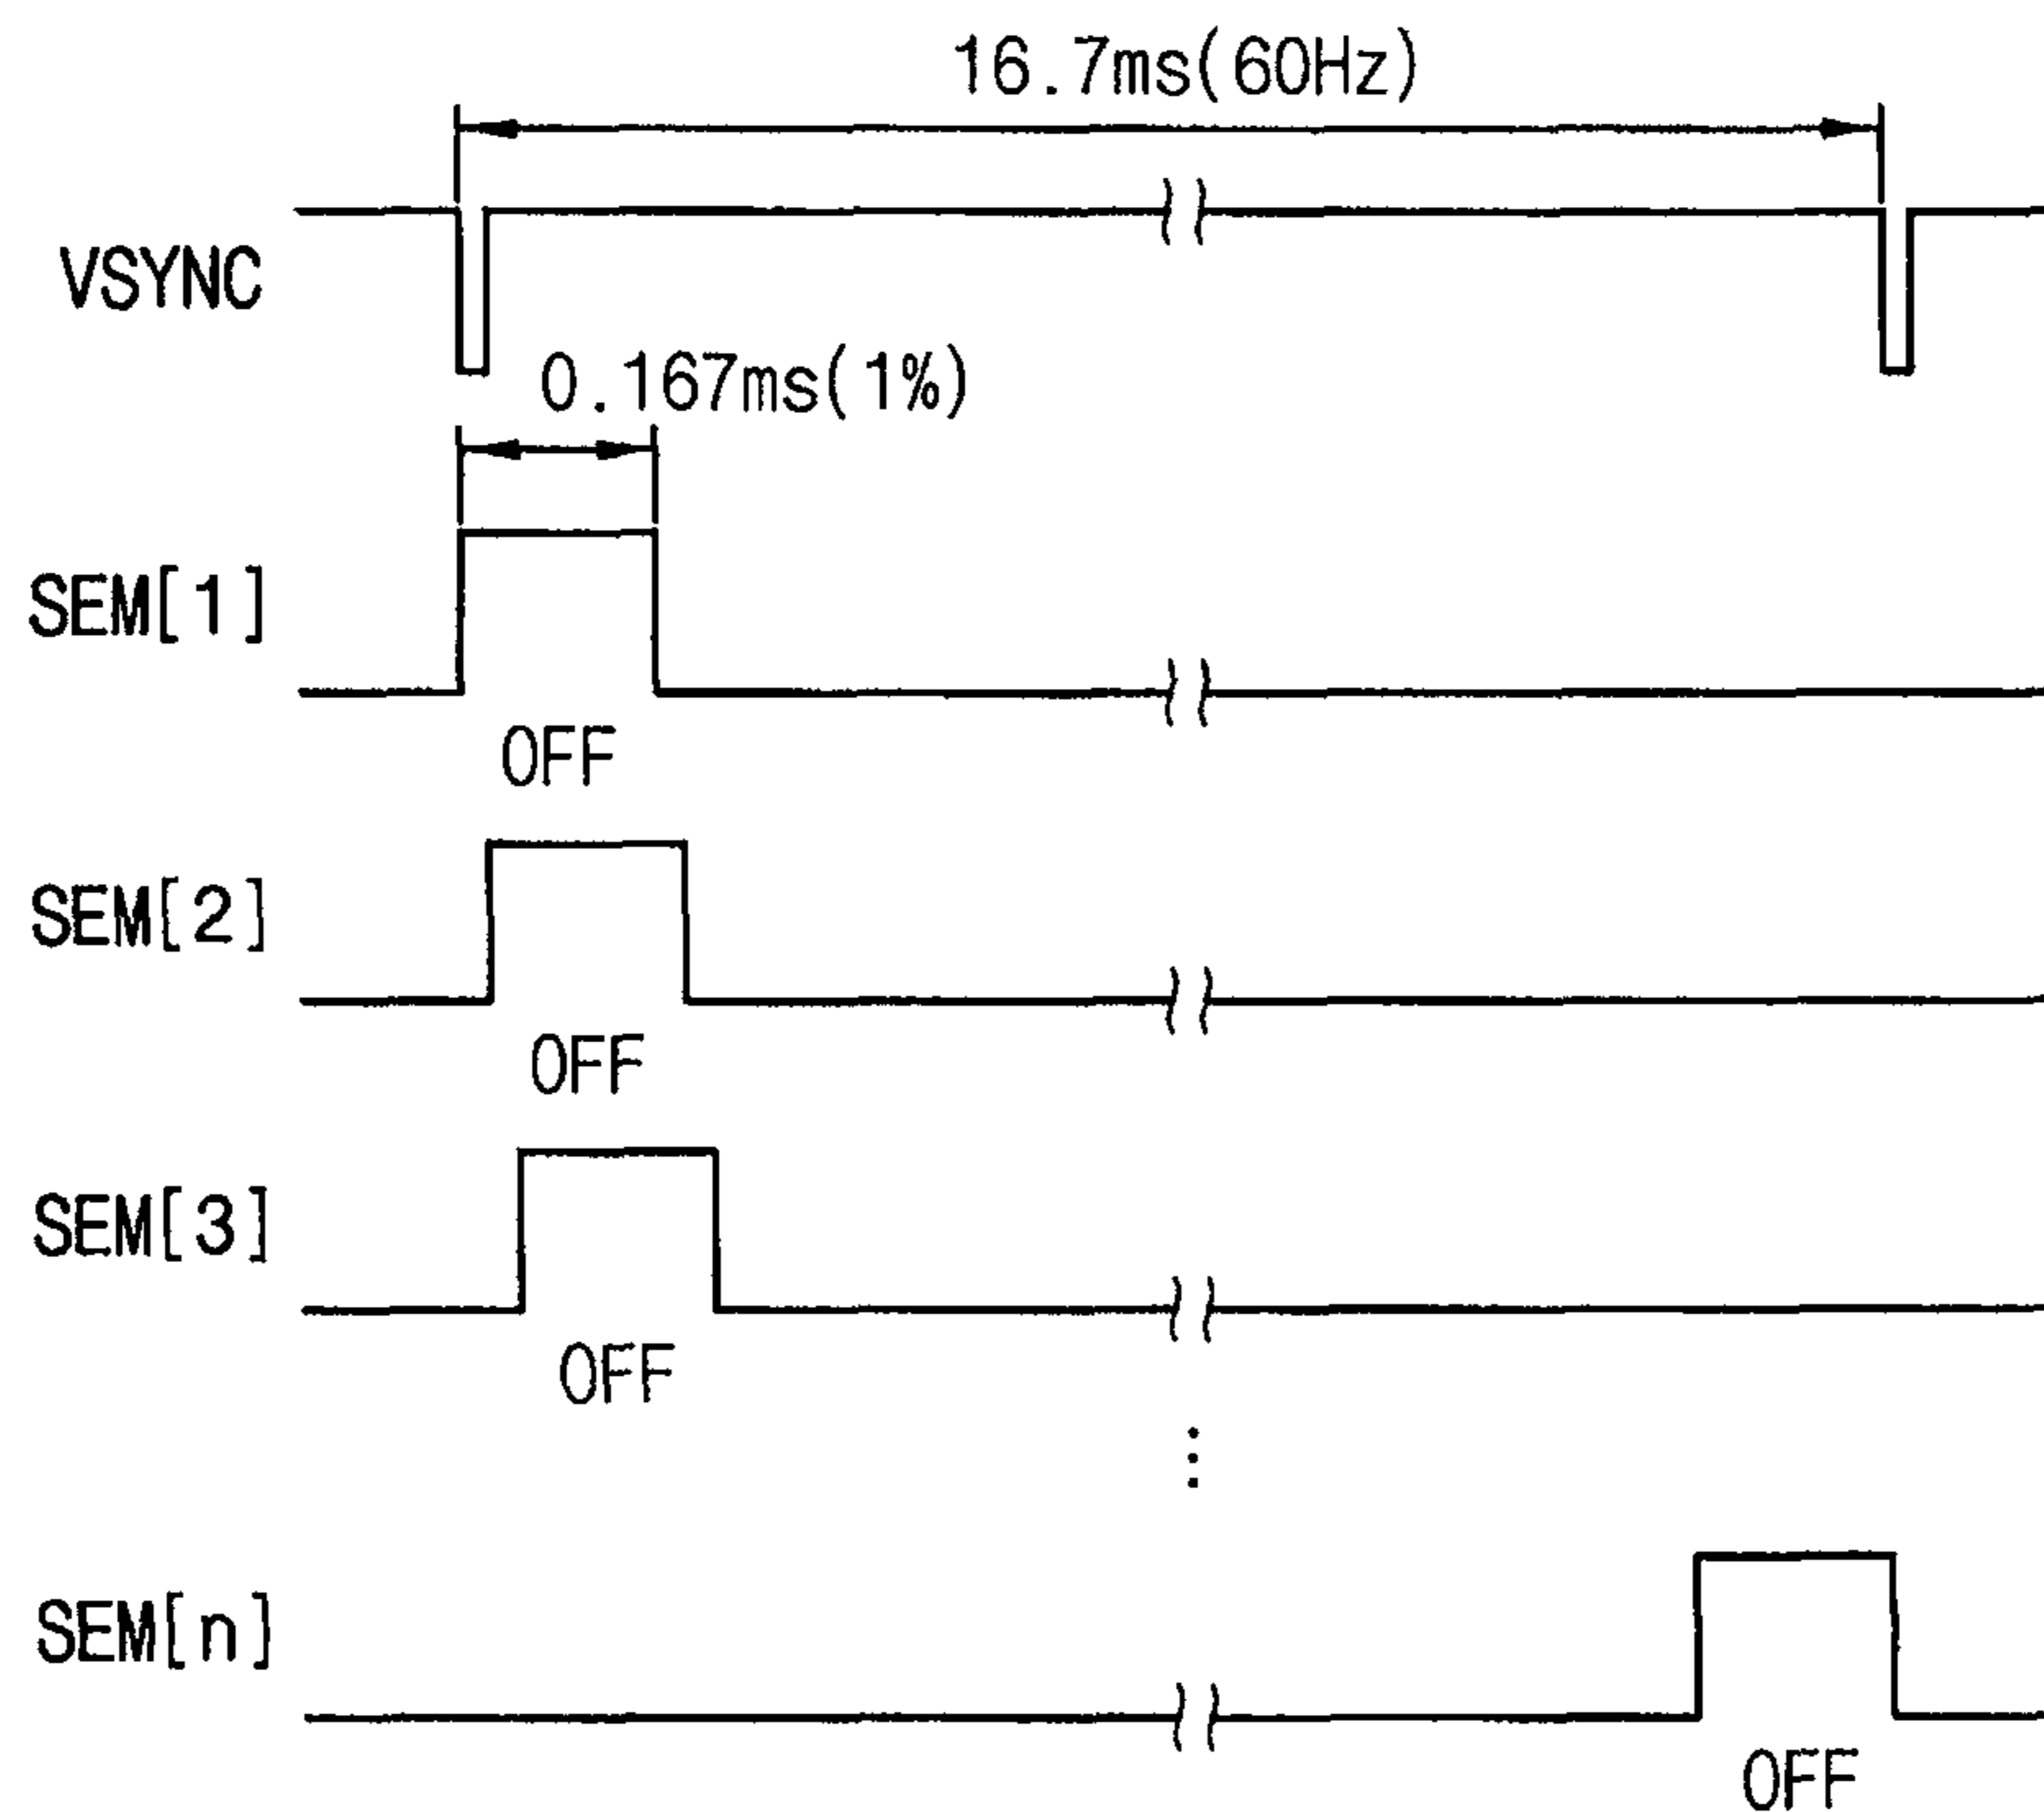 16.7ms(60Hz)
VSYNC
0.167ms(1%)
SEM[1]
OFF
SEM[2]
OFF
SEM[3]
OFF
SEM[n]
OFF